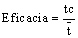 Eficacia = tc
t